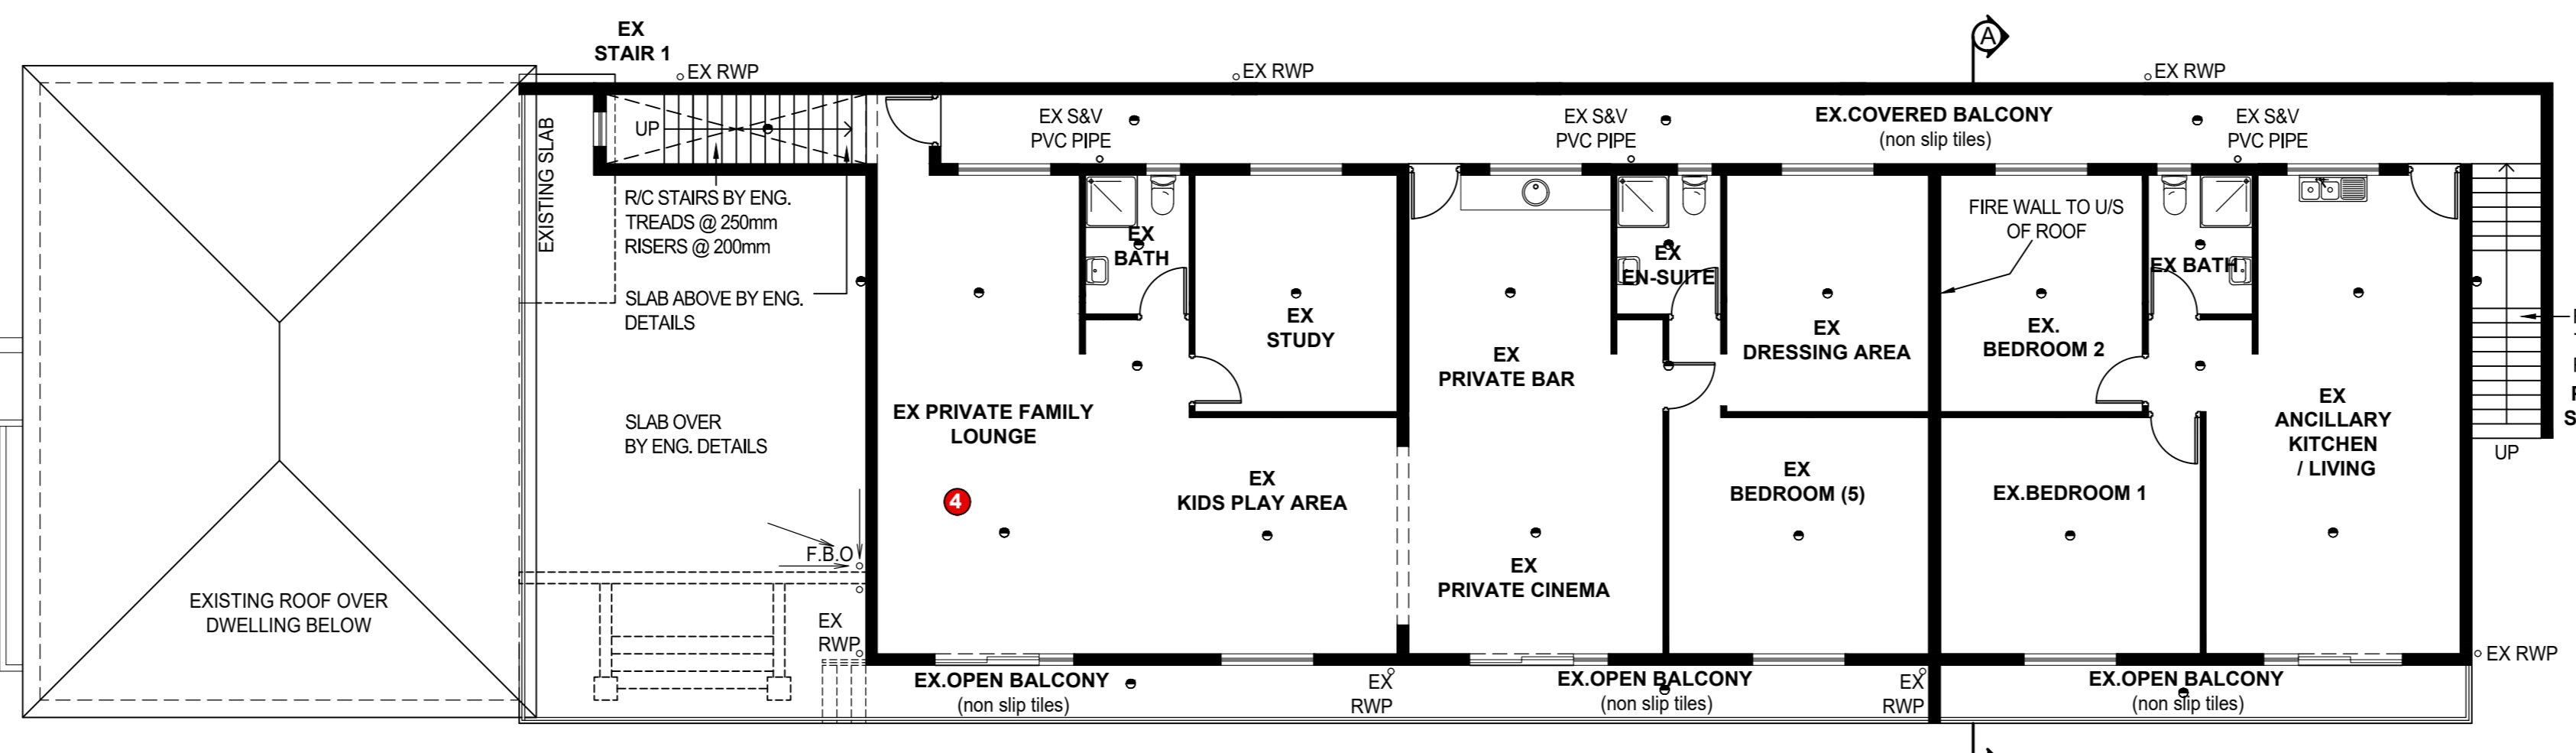 EX
STAIR 1
EX RWP
EX RWP
A
EX RWP
UP
EX S&V
PVC PIPE
EX S&V
PVC PIPE
EX.COVERED BALCONY
(non slip tiles)
EX S&V
PVC PIPE
EXISTING SLAB
R/C STAIRS BY ENG.
TREADS @ 250mm
RISERS @ 200mm
SLAB ABOVE BY ENG.
DETAILS
SLAB OVER
BY ENG. DETAILS
EX
BATH
EX
STUDY
EX PRIVATE FAMILY
LOUNGE
4
EX
KIDS PLAY AREA
EX
EN-SUITE
EX
PRIVATE BAR
EX
DRESSING AREA
EX
PRIVATE CINEMA
EX
BEDROOM (5)
FIRE WALL TO U/S
OF ROOF
EX.
BEDROOM 2
EX BATH
EX.BEDROOM 1
EX
ANCILLARY
KITCHEN
/ LIVING
UP
F.B.O
EXISTING ROOF OVER
DWELLING BELOW
EX
RWP
EX.OPEN BALCONY
(non slip tiles)
EX
RWP
EX.OPEN BALCONY
(non slip tiles)
EX
RWP
EX.OPEN BALCONY
(non slip tiles)
EX RWP